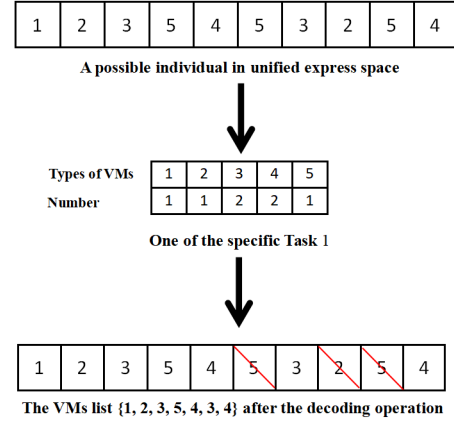 1 2 3 5 4 5 3 2 5 4
A possible individual in unified express space
Types of VMs 1 2 3 4 5
Number 1 1 2 2 1
One of the specific Task 1
1 2 3 5 4 5 3 2 5 4
The VMs list {1, 2, 3, 5, 4, 3, 4} after the decoding operation